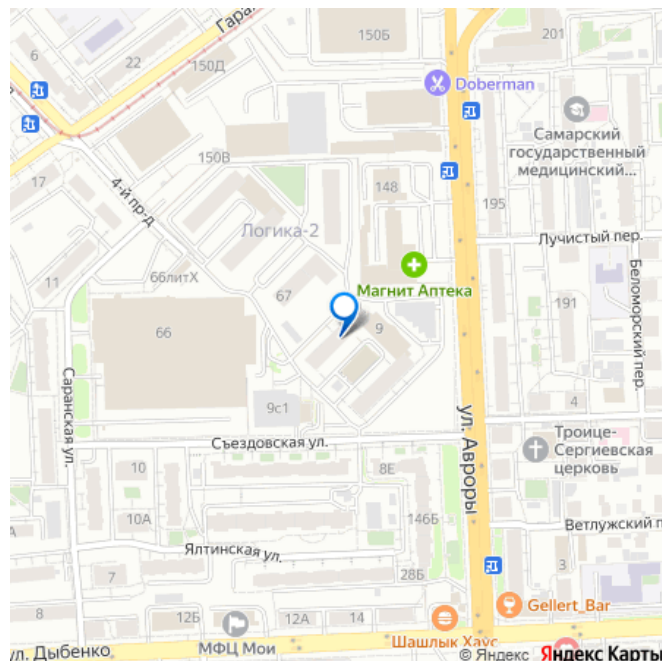 Гара
150Б
201
6
22
150Д
Doberman
Самарский
государственный
медицинский...
150В
17
4-й пр-д
148
195
Логика-2
Лучистый пер.
11
66литХ
67
Магнит Аптека
Беломорский пер.
191
66
9
Саранская ул.
9с1
4
Съездовская ул.
ул. Авроры
Троице-
Сергиевская
церковь
10
8Е
10А
146Б
Ветлужский п
Ялтинская ул.
7
28Б
3
8
12Б
12А
14
Gellert_Bar
ул. Дыбенко
МФЦ Мои
Шашлык Хаус
© Яндекс Яндекс Карты